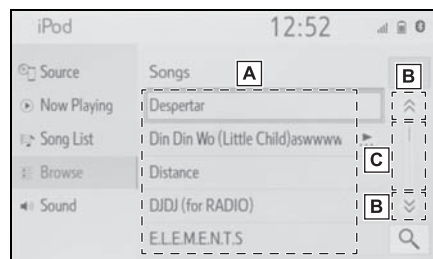 iPod 12:52
Source
Now Playing
Song List
Browse
Sound
Songs
Despertar
Din Din Wo (Little Child)aswwww
Distance
DJDJ (for RADIO)
E.L.E.M.E.N.T.S
A
B
C
B